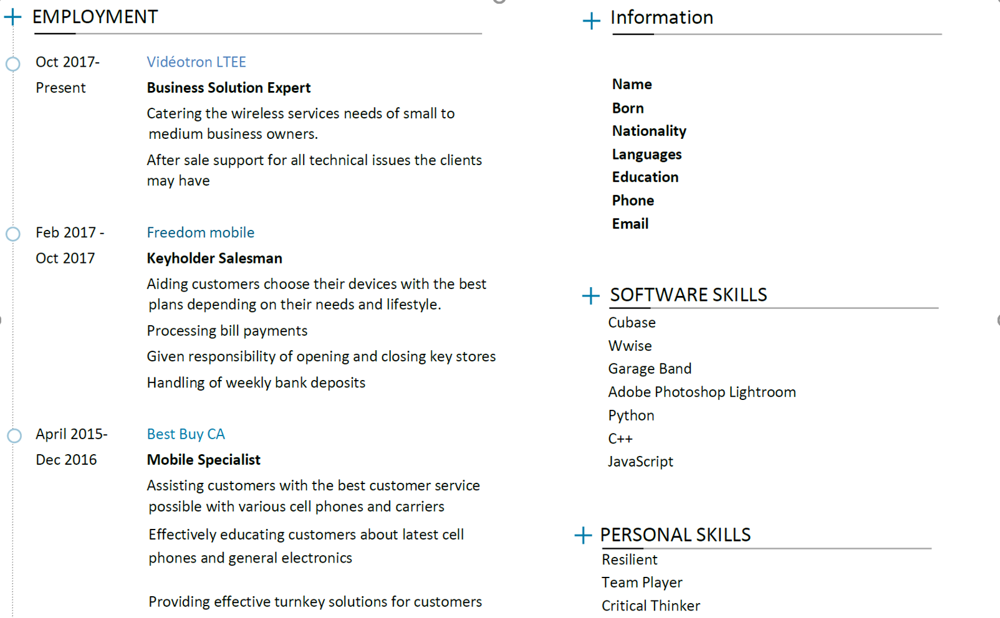 EMPLOYMENT
Oct 2017-
Present
Vidéotron LTEE
Business Solution Expert
Catering the wireless services needs of small to
medium business owners.
After sale support for all technical issues the clients
may have
Feb 2017 -
Oct 2017
Freedom mobile
Keyholder Salesman
Aiding customers choose their devices with the best
plans depending on their needs and lifestyle.
Processing bill payments
Given responsibility of opening and closing key stores
Handling of weekly bank deposits
April 2015-
Dec 2016
Best Buy CA
Mobile Specialist
Assisting customers with the best customer service
possible with various cell phones and carriers
Effectively educating customers about latest cell
phones and general electronics
Providing effective turnkey solutions for customers
Information
Name
Born
Nationality
Languages
Education
Phone
Email
SOFTWARE SKILLS
Cubase
Wwise
Garage Band
Adobe Photoshop Lightroom
Python
C++
JavaScript
PERSONAL SKILLS
Resilient
Team Player
Critical Thinker